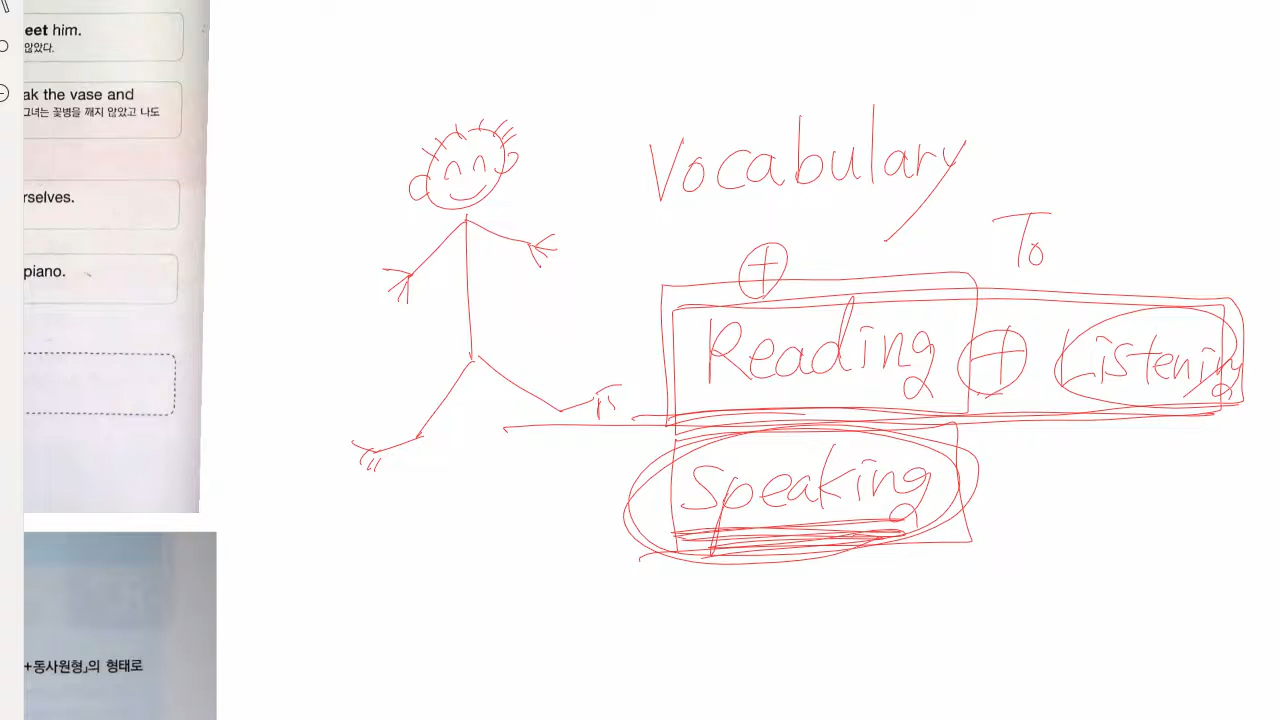 eet him.
않았다.
ak the vase and
그녀는 꽃병을 깨지 않았고 나도
rselves.
piano.
+동사원형」의 형태로
Vocabulary
To
+
Reading + Listening
Speaking